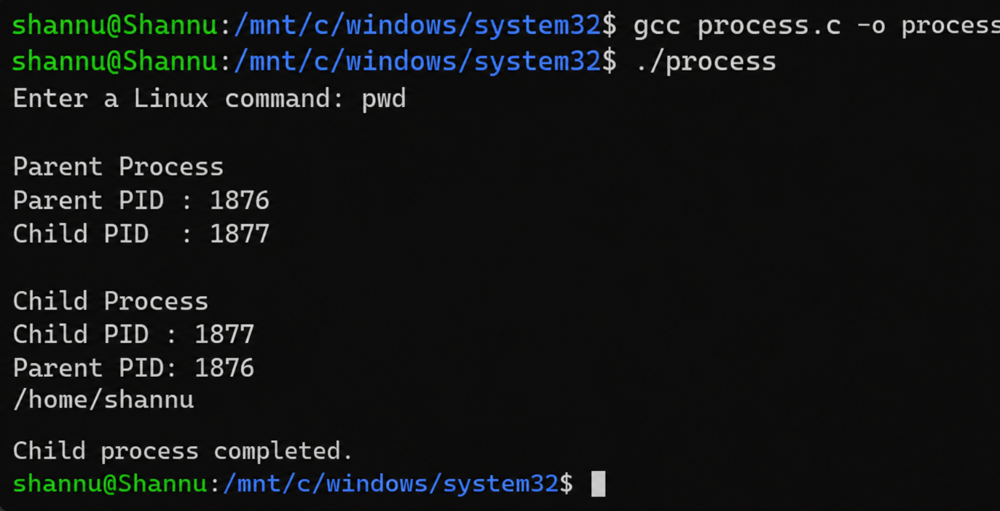 shannu@Shannu:/mnt/c/windows/system32$ gcc process.c -o process
shannu@Shannu:/mnt/c/windows/system32$ ./process
Enter a Linux command: pwd
Parent Process
Parent PID : 1876
Child PID  : 1877
Child Process
Child PID : 1877
Parent PID: 1876
/home/shannu
Child process completed.
shannu@Shannu:/mnt/c/windows/system32$